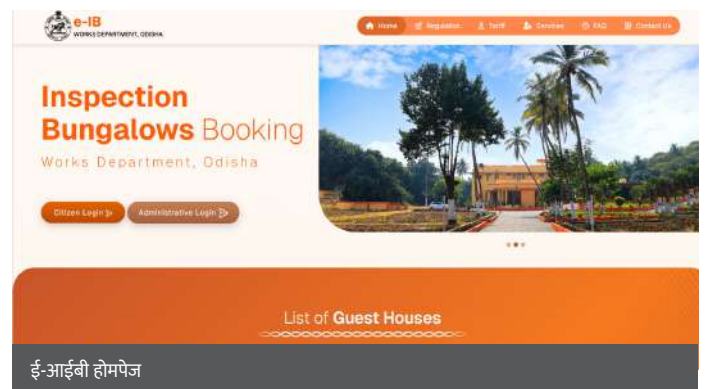 e-IB
WORKS DEPARTMENT, ODISHA
Home Regulation Tariff Services FAQ Contact Us
Inspection
Bungalows Booking
Works Department, Odisha
Citizen Login Administrative Login
List of Guest Houses
ई-आईबी होमपेज